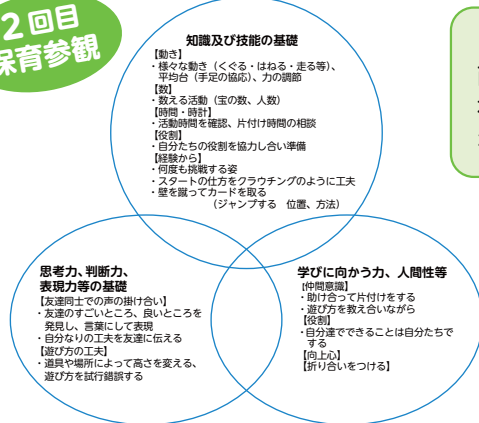 2回目
保育参観
知識及び技能の基礎
【動き】
・様々な動き（くぐる・はねる・走る等）、
平均台（手足の協応）、力の調節
【数】
・数える活動（宝の数、人数）
【時間・時計】
・活動時間を確認、片付け時間の相談
【役割】
・自分たちの役割を協力し合い準備
【経験から】
・何度も挑戦する姿
・スタートの仕方をクラウチングのように工夫
・壁を蹴ってカードを取る
（ジャンプする　位置、方法）
思考力、判断力、
表現力等の基礎
【友達同士での声の掛け合い】
・友達のすごいところ、良いところを
発見し、言葉にして表現
・自分なりの工夫を友達に伝える
【遊び方の工夫】
・道具や場所によって高さを変える、
遊び方を試行錯誤する
学びに向かう力、人間性等
【仲間意識】
・助け合って片付けをする
・遊び方を教え合いながら
【役割】
・自分達でできることは自分たちで
する
【向上心】
【折り合いをつける】